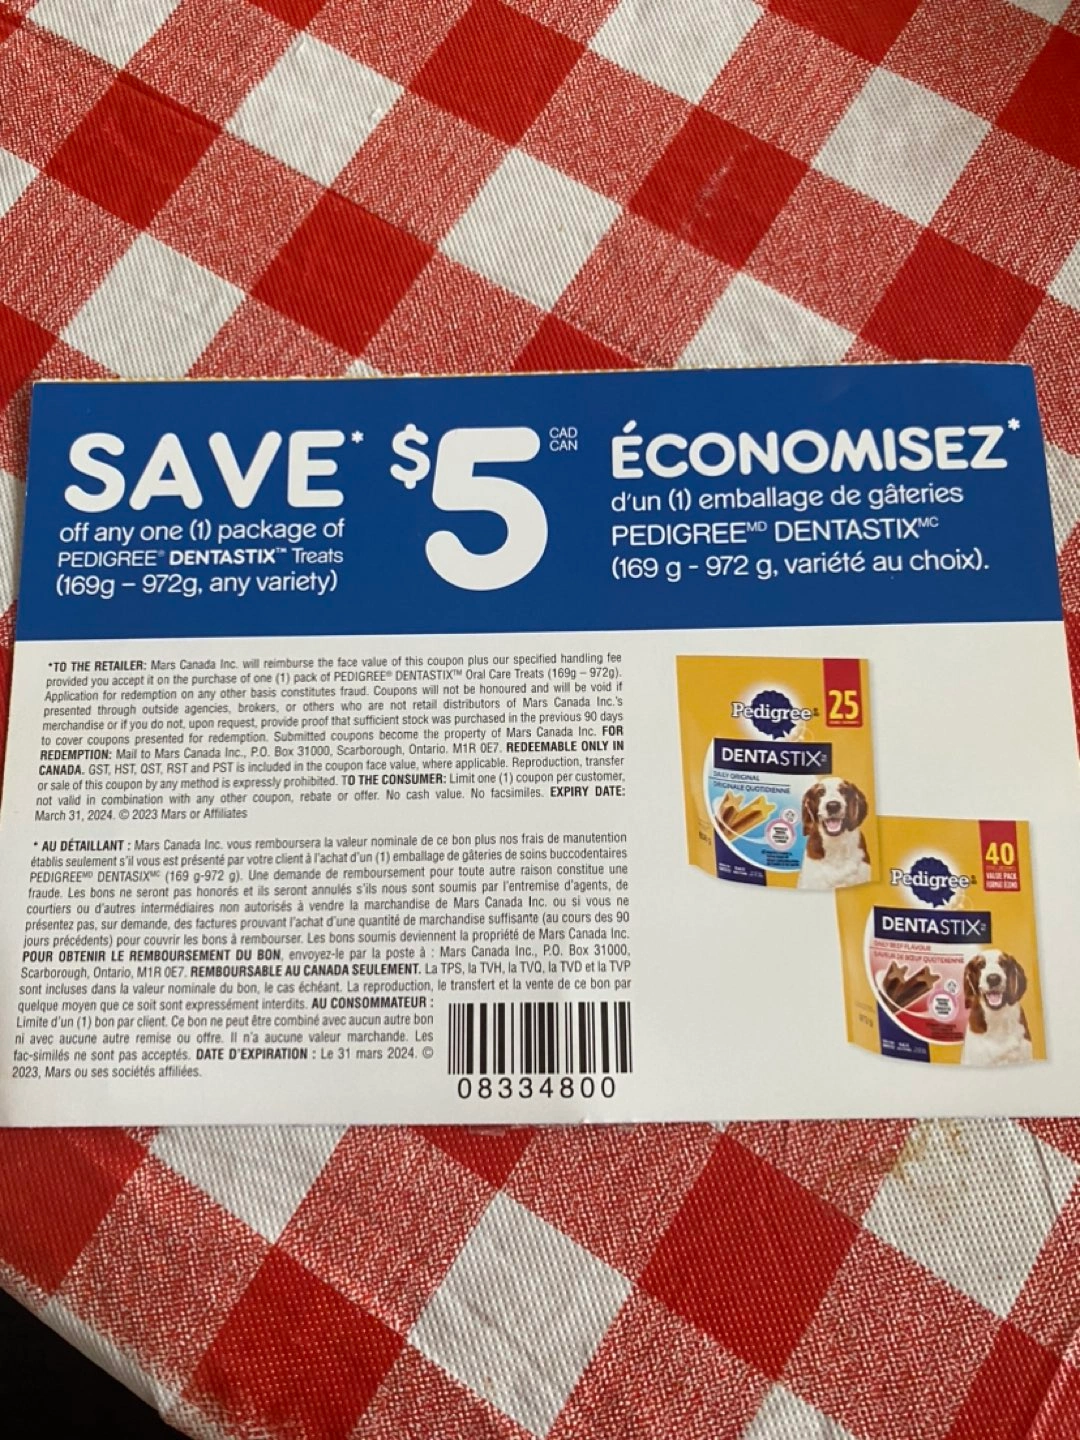 SAVE*
off any one (1) package of
PEDIGREE® DENTASTIX™ Treats
(169g – 972g, any variety)
$5 CAD
CAN
ÉCONOMISEZ*
d'un (1) emballage de gâteries
PEDIGREEᴹᴰ DENTASTIXᴹᶜ
(169 g - 972 g, variété au choix).
*TO THE RETAILER: Mars Canada Inc. will reimburse the face value of this coupon plus our specified handling fee
provided you accept it on the purchase of one (1) pack of PEDIGREE® DENTASTIX™ Oral Care Treats (169g – 972g).
Application for redemption on any other basis constitutes fraud. Coupons will not be honoured and will be void if
presented through outside agencies, brokers, or others who are not retail distributors of Mars Canada Inc.'s
merchandise or if you do not, upon request, provide proof that sufficient stock was purchased in the previous 90 days
to cover coupons presented for redemption. Submitted coupons become the property of Mars Canada Inc. FOR
REDEMPTION: Mail to Mars Canada Inc., P.O. Box 31000, Scarborough, Ontario. M1R 0E7. REDEEMABLE ONLY IN
CANADA. GST, HST, QST, RST and PST is included in the coupon face value, where applicable. Reproduction, transfer
or sale of this coupon by any method is expressly prohibited. TO THE CONSUMER: Limit one (1) coupon per customer,
not valid in combination with any other coupon, rebate or offer. No cash value. No facsimiles. EXPIRY DATE:
March 31, 2024. © 2023 Mars or Affiliates
* AU DÉTAILLANT : Mars Canada Inc. vous remboursera la valeur nominale de ce bon plus nos frais de manutention
établis seulement s'il vous est présenté par votre client à l'achat d'un (1) emballage de gâteries de soins buccodentaires
PEDIGREEᴹᴰ DENTASIXᴹᶜ (169 g-972 g). Une demande de remboursement pour toute autre raison constitue une
fraude. Les bons ne seront pas honorés et ils seront annulés s'ils nous sont soumis par l'entremise d'agents, de
courtiers ou d'autres intermédiaires non autorisés à vendre la marchandise de Mars Canada Inc. ou si vous ne
présentez pas, sur demande, des factures prouvant l'achat d'une quantité de marchandise suffisante (au cours des 90
jours précédents) pour couvrir les bons à rembourser. Les bons soumis deviennent la propriété de Mars Canada Inc.
POUR OBTENIR LE REMBOURSEMENT DU BON, envoyez-le par la poste à : Mars Canada Inc., P.O. Box 31000,
Scarborough, Ontario, M1R 0E7. REMBOURSABLE AU CANADA SEULEMENT. La TPS, la TVH, la TVQ, la TVD et la TVP
sont incluses dans la valeur nominale du bon, le cas échéant. La reproduction, le transfert et la vente de ce bon par
quelque moyen que ce soit sont expressément interdits. AU CONSOMMATEUR :
Limite d'un (1) bon par client. Ce bon ne peut être combiné avec aucun autre bon
ni avec aucune autre remise ou offre. Il n'a aucune valeur marchande. Les
fac-similés ne sont pas acceptés. DATE D'EXPIRATION : Le 31 mars 2024. ©
2023, Mars ou ses sociétés affiliées.
08334800
Pedigree
25
DENTASTIX
DAILY ORIGINAL
ORIGINALE QUOTIDIENNE
Pedigree
40
VALUE PACK
FORMAT ÉCONO
DENTASTIX
DAILY BEEF FLAVOUR
SAVEUR DE BŒUF QUOTIDIENNE